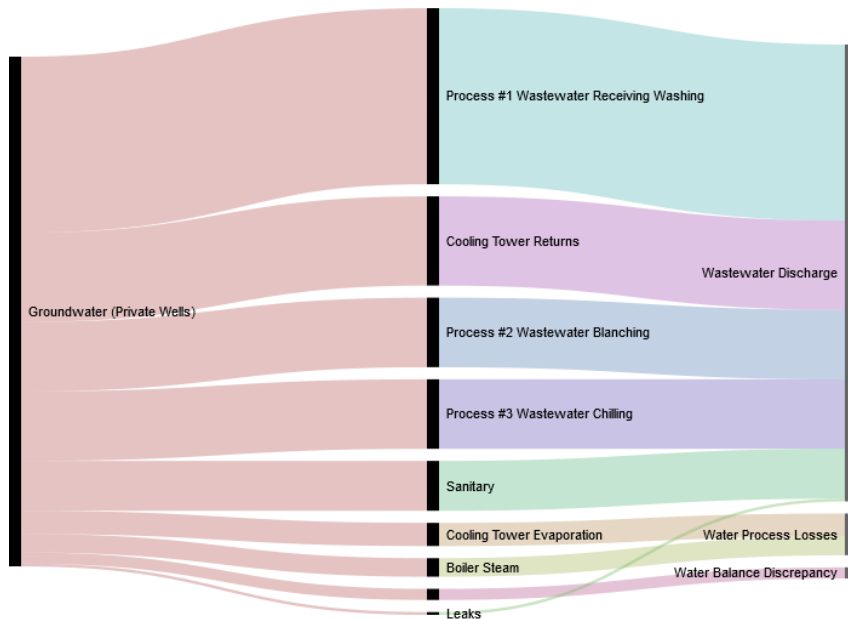 Process #1 Wastewater Receiving Washing
Cooling Tower Returns
Wastewater Discharge
Groundwater (Private Wells)
Process #2 Wastewater Blanching
Process #3 Wastewater Chilling
Sanitary
Cooling Tower Evaporation
Water Process Losses
Boiler Steam
Water Balance Discrepancy
Leaks